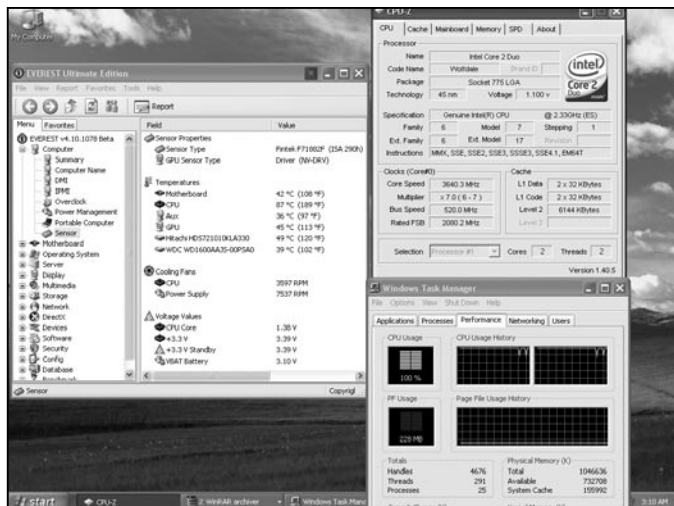 My Computer
EVEREST Ultimate Edition
File View Report Favorites Tools Help
Report
Menu Favorites
EVEREST v4.10.1078 Beta
Computer
Summary
Computer Name
DMI
IPMI
Overclock
Power Management
Portable Computer
Sensor
Motherboard
Operating System
Server
Display
Multimedia
Storage
Network
DirectX
Devices
Software
Security
Config
Database
Field Value
Sensor Properties
Sensor Type Fintek F71882F (ISA 290h)
GPU Sensor Type Driver (NV-DRV)
Temperatures
Motherboard 42 °C (108 °F)
CPU 87 °C (189 °F)
Aux 36 °C (97 °F)
GPU 45 °C (113 °F)
Hitachi HDS721010KLA330 49 °C (120 °F)
WDC WD1600AAJS-00PSA0 39 °C (102 °F)
Cooling Fans
CPU 3597 RPM
Power Supply 7537 RPM
Voltage Values
CPU Core 1.38 V
+3.3 V 3.39 V
+3.3 V Standby 3.39 V
VBAT Battery 3.10 V
Sensor Copyrigl
CPU-Z
CPU Cache Mainboard Memory SPD About
Processor
Name Intel Core 2 Duo
Code Name Wolfdale Brand ID
Package Socket 775 LGA
Technology 45 nm Voltage 1.100 v
intel
Core 2
Duo
Specification Genuine Intel(R) CPU @ 2.33GHz (ES)
Family 6 Model 7 Stepping 1
Ext. Family 6 Ext. Model 17 Revision
Instructions MMX, SSE, SSE2, SSE3, SSSE3, SSE4.1, EM64T
Clocks (Core#0)
Core Speed 3640.3 MHz
Multiplier x 7.0 ( 6 - 7 )
Bus Speed 520.0 MHz
Rated FSB 2080.2 MHz
Cache
L1 Data 2 x 32 KBytes
L1 Code 2 x 32 KBytes
Level 2 6144 KBytes
Level 3
Selection Processor #1 Cores 2 Threads 2
Version 1.40.5
Windows Task Manager
File Options View Shut Down Help
Applications Processes Performance Networking Users
CPU Usage CPU Usage History
100 %
PF Usage Page File Usage History
228 MB
Totals
Handles 4676
Threads 291
Processes 25
Physical Memory (K)
Total 1046636
Available 732708
System Cache 155992
start CPU-Z 2 WinRAR archiver Windows Task Man 3:10 AM